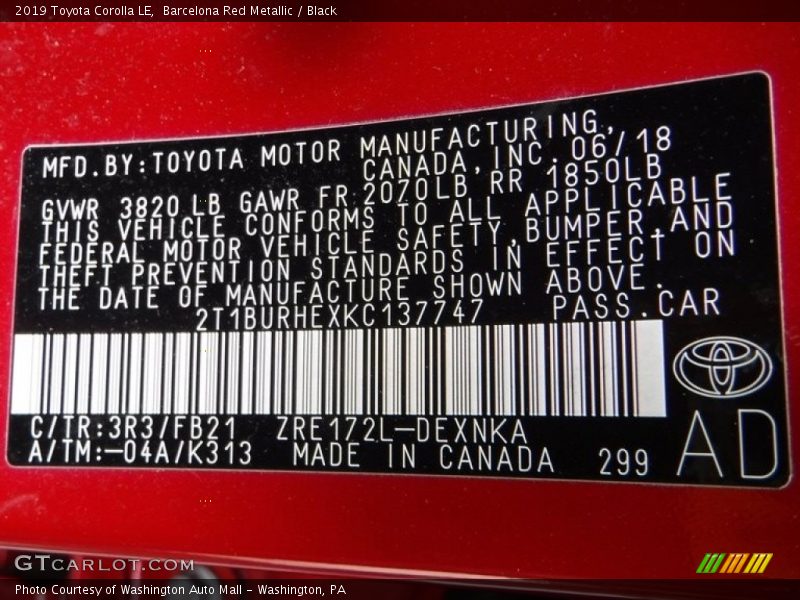 2019 Toyota Corolla LE,  Barcelona Red Metallic / Black
MFD.BY:TOYOTA MOTOR MANUFACTURING,
CANADA,INC.06/18
GVWR 3820 LB GAWR FR 2070LB RR 1850LB
THIS VEHICLE CONFORMS TO ALL APPLICABLE
FEDERAL MOTOR VEHICLE SAFETY,BUMPER,AND
THEFT PREVENTION STANDARDS IN EFFECT ON
THE DATE OF MANUFACTURE SHOWN ABOVE.
2T1BURHEXKC137747 PASS.CAR
C/TR:3R3/FB21 ZRE172L-DEXNKA
A/TM:-04A/K313 MADE IN CANADA 299
AD
GTCARLOT.COM
Photo Courtesy of Washington Auto Mall - Washington, PA